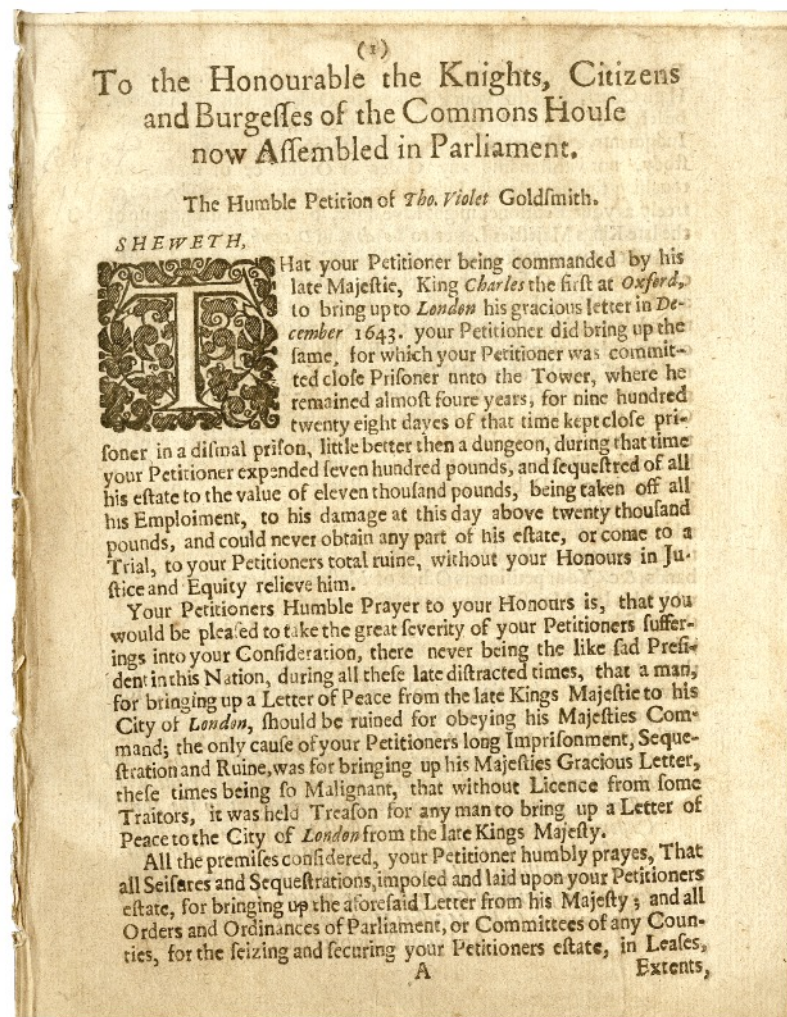 (1)
To the Honourable the Knights, Citizens
and Burgeſſes of the Commons Houſe
now Aſſembled in Parliament.
The Humble Petition of Tho. Violet Goldſmith.
SHEWETH,
THat your Petitioner being commanded by his
late Majeſtie, King Charles the firſt at Oxford,
to bring up to London his gracious letter in De-
cember 1643. your Petitioner did bring up the
ſame, for which your Petitioner was commit-
ted cloſe Priſoner unto the Tower, where he
remained almoſt foure years, for nine hundred
twenty eight dayes of that time kept cloſe pri-
ſoner in a diſmal priſon, little better then a dungeon, during that time
your Petitioner expended ſeven hundred pounds, and ſequeſtred of all
his eſtate to the value of eleven thouſand pounds, being taken off all
his Emploiment, to his damage at this day above twenty thouſand
pounds, and could never obtain any part of his eſtate, or come to a
Trial, to your Petitioners total ruine, without your Honours in Ju-
ſtice and Equity relieve him.
Your Petitioners Humble Prayer to your Honours is, that you
would be pleaſed to take the great ſeverity of your Petitioners ſuffer-
ings into your Conſideration, there never being the like ſad Preſi-
dent in this Nation, during all theſe late diſtracted times, that a man,
for bringing up a Letter of Peace from the late Kings Majeſtie to his
City of London, ſhould be ruined for obeying his Majeſties Com-
mand; the only cauſe of your Petitioners long Impriſonment, Seque-
ſtration and Ruine, was for bringing up his Majeſties Gracious Letter,
theſe times being ſo Malignant, that without Licence from ſome
Traitors, it was held Treaſon for any man to bring up a Letter of
Peace to the City of London from the late Kings Majeſty.
All the premiſes conſidered, your Petitioner humbly prayes, That
all Seiſares and Sequeſtrations, impoſed and laid upon your Petitioners
eſtate, for bringing up the aforeſaid Letter from his Majeſty; and all
Orders and Ordinances of Parliament, or Committees of any Coun-
ties, for the ſeizing and ſecuring your Petitioners eſtate, in Leaſes,
A Extents,